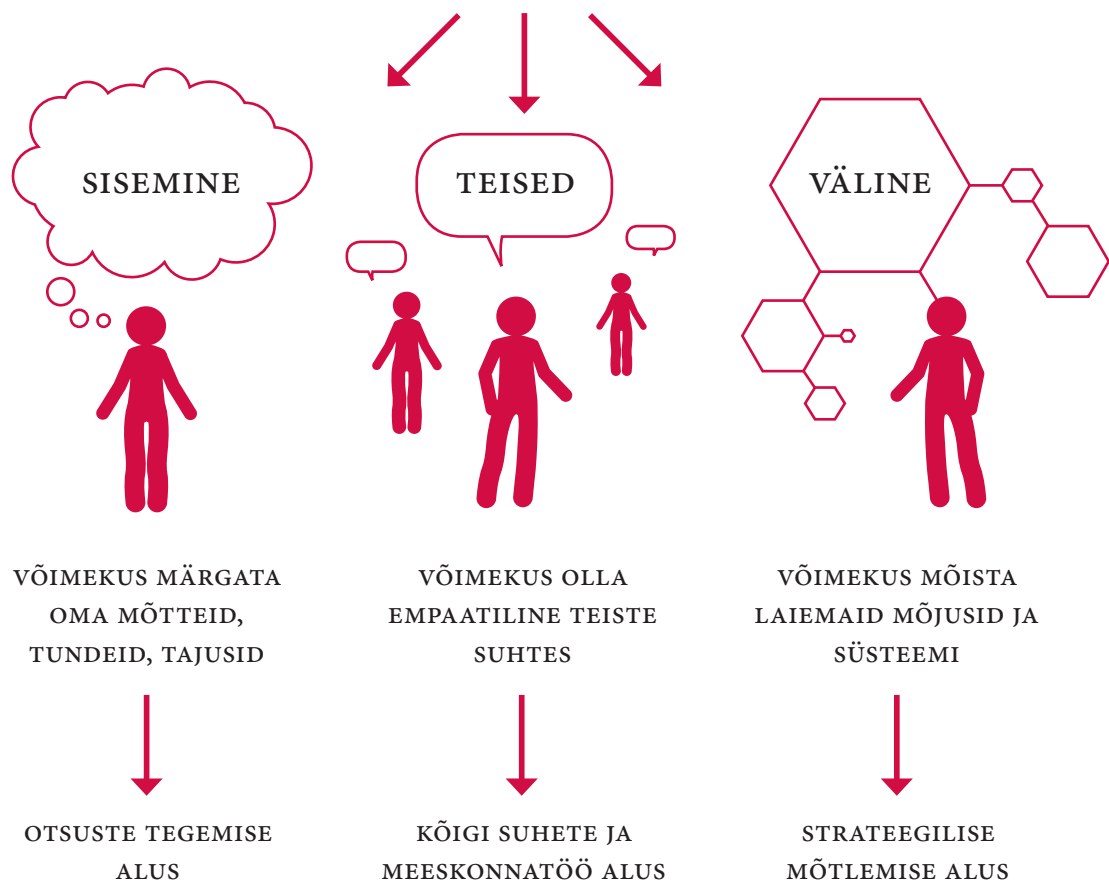 SISEMINE
TEISED
VÄLINE
VÕIMEKUS MÄRGATA
OMA MÕTTEID,
TUNDEID, TAJUSID
VÕIMEKUS OLLA
EMPAATILINE TEISTE
SUHTES
VÕIMEKUS MÕISTA
LAIEMAID MÕJUSID JA
SÜSTEEMI
OTSUSTE TEGEMISE
ALUS
KÕIGI SUHETE JA
MEESKONNATÖÖ ALUS
STRATEEGILISE
MÕTLEMISE ALUS